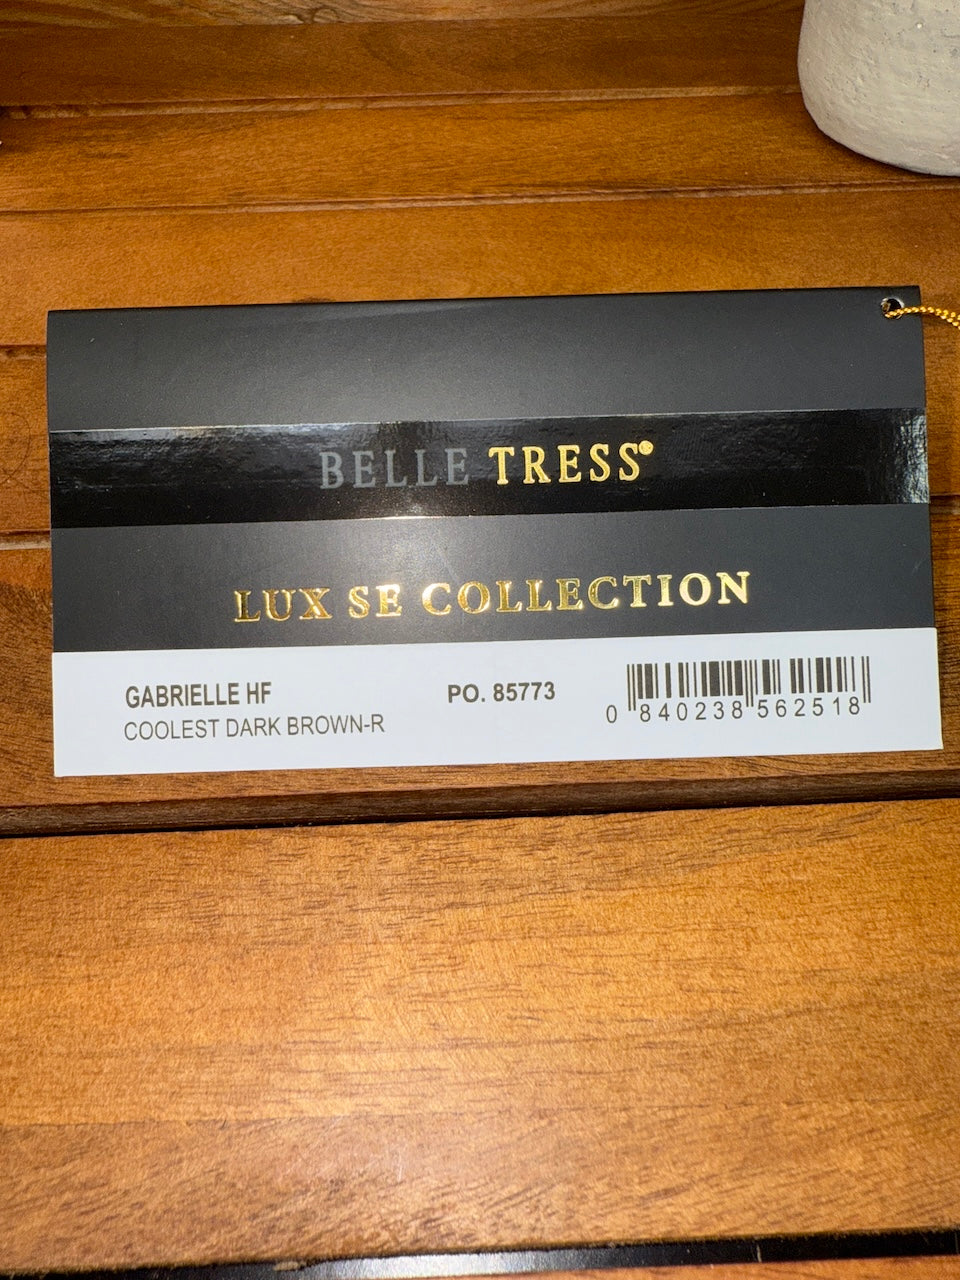 BELLE TRESS®
LUX SE COLLECTION
GABRIELLE HF
COOLEST DARK BROWN-R
PO. 85773
0 840238 562518